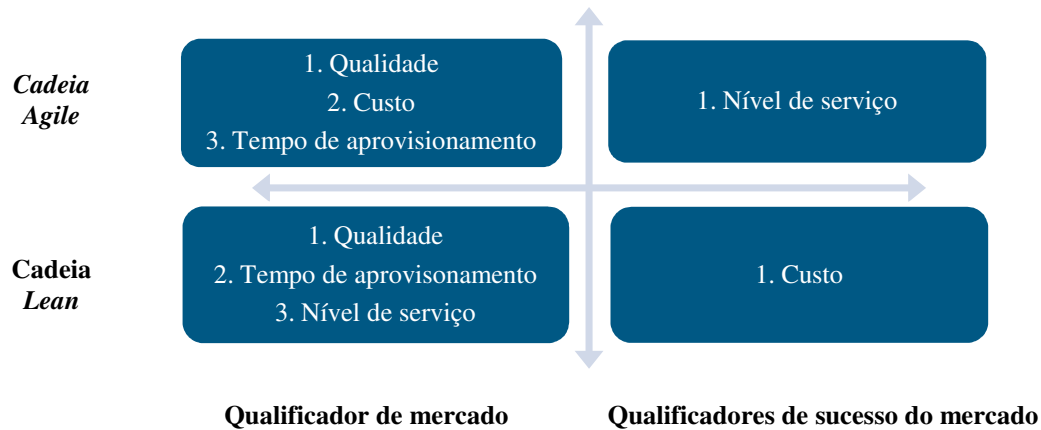 Cadeia
Agile
1. Qualidade
2. Custo
3. Tempo de aprovisionamento
1. Nível de serviço
Cadeia
Lean
1. Qualidade
2. Tempo de aprovisonamento
3. Nível de serviço
1. Custo
Qualificador de mercado
Qualificadores de sucesso do mercado